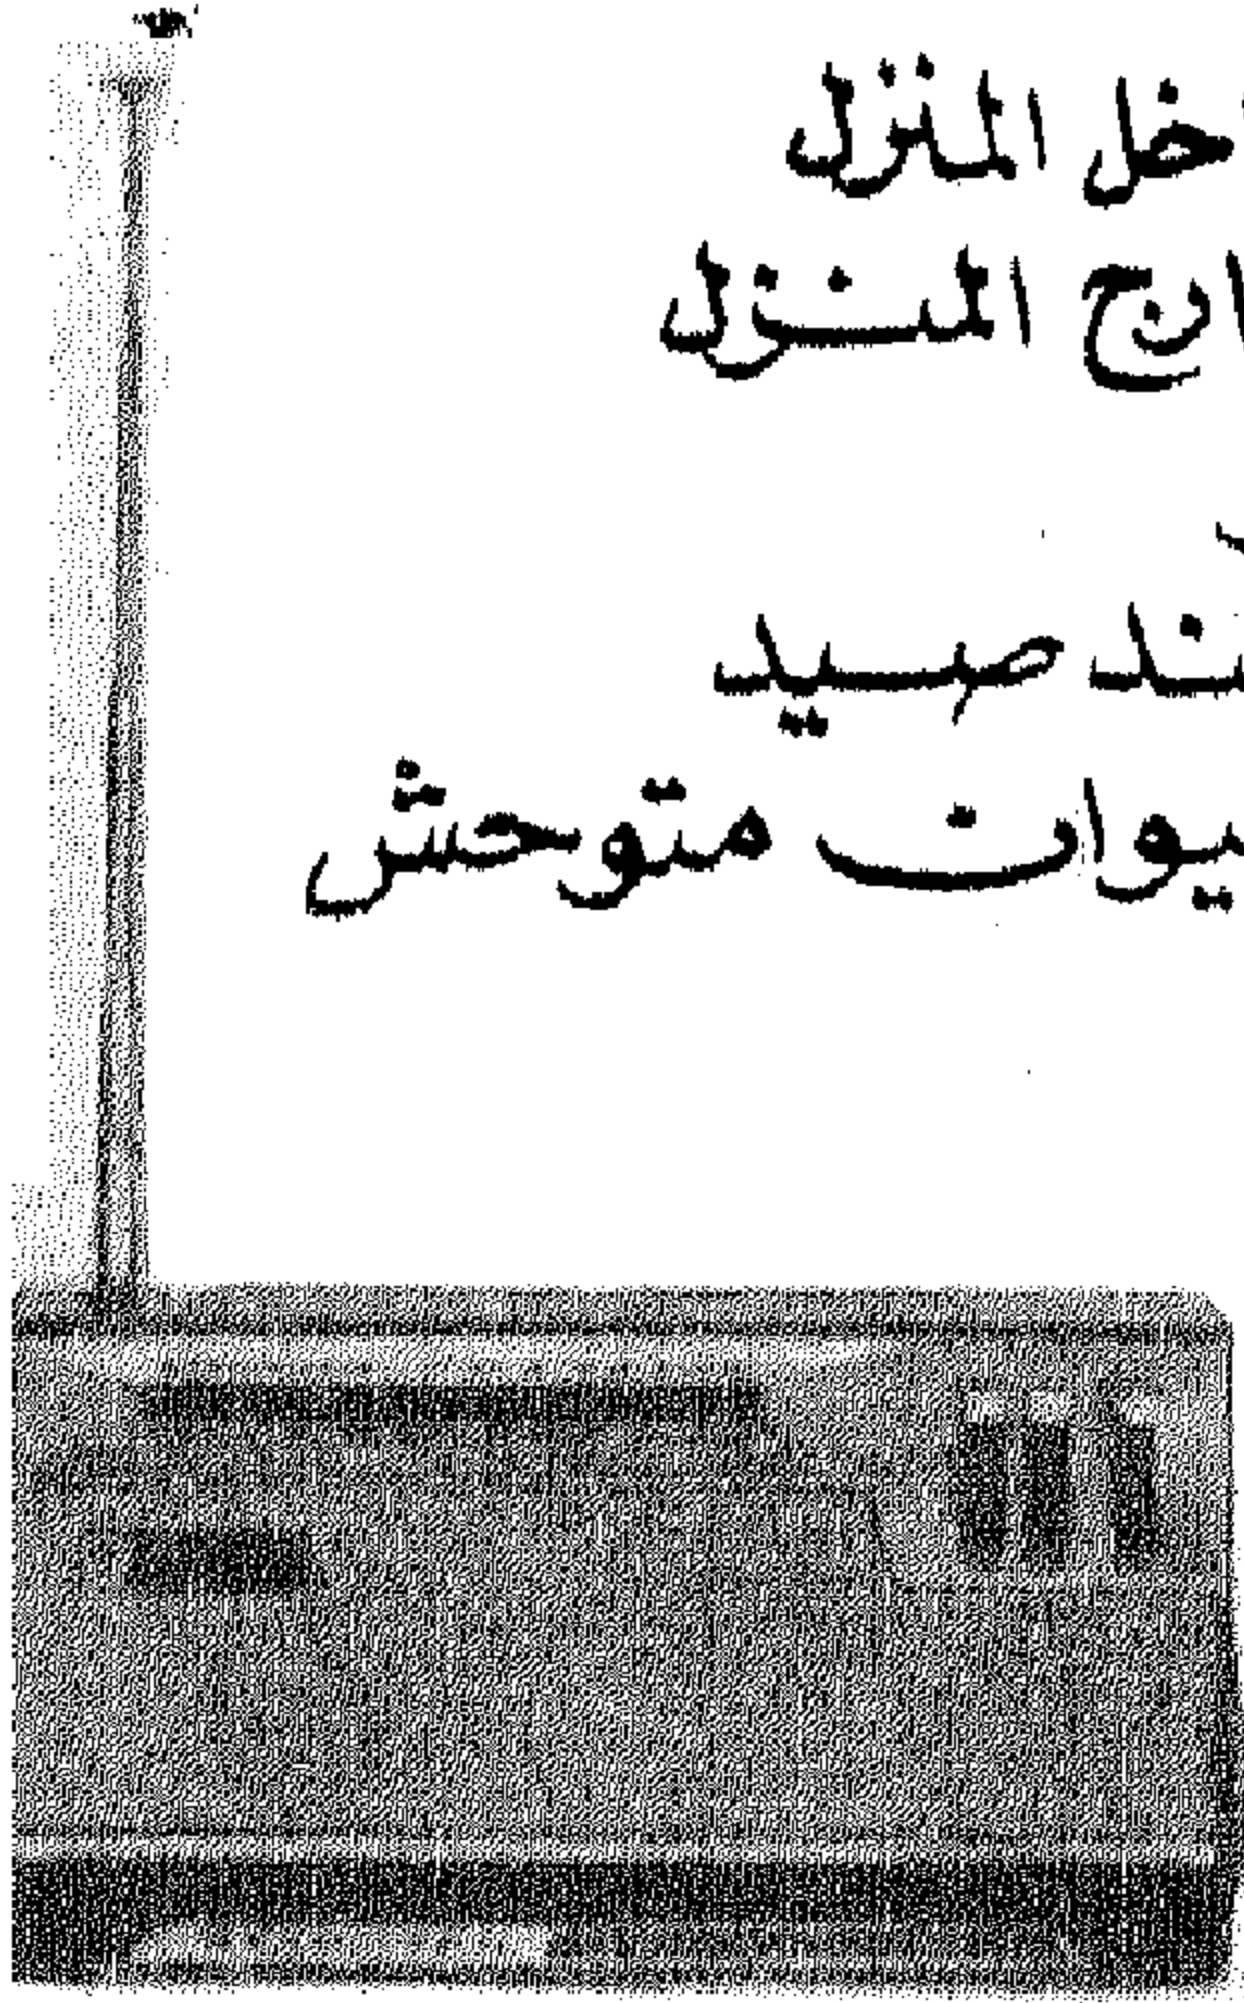 خل المنزل
ارج المنزل
ند صيد
يوان متوحش